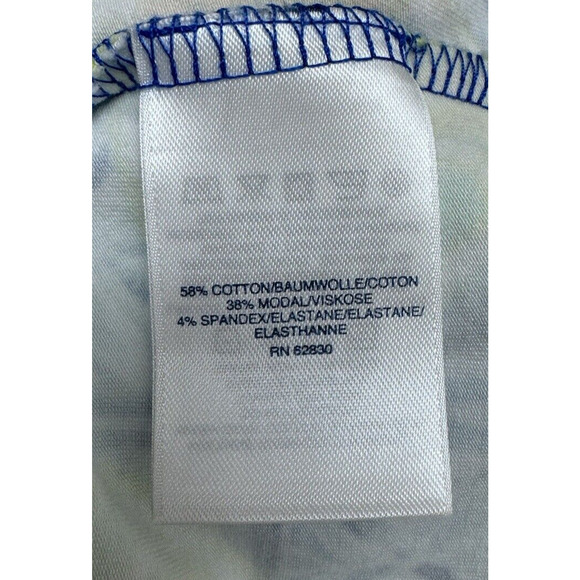 58% COTTON/BAUMWOLLE/COTON
38% MODAL/VISKOSE
4% SPANDEX/ELASTANE/ELASTANE/
ELASTHANNE
RN 62830